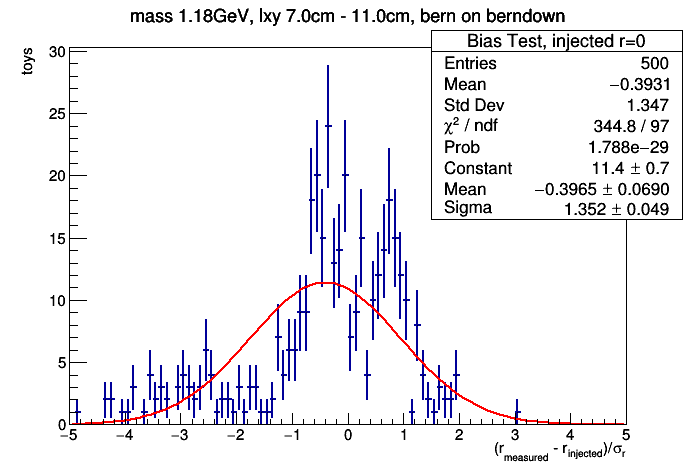 mass 1.18GeV, lxy 7.0cm - 11.0cm, bern on berndown
Bias Test, injected r=0
Entries 500
Mean −0.3931
Std Dev 1.347
χ² / ndf 344.8 / 97
Prob 1.788e−29
Constant 11.4 ± 0.7
Mean −0.3965 ± 0.0690
Sigma 1.352 ± 0.049
toys
30
25
20
15
10
5
0
−5 −4 −3 −2 −1 0 1 2 3 4 5
(r_measured - r_injected)/σ_r